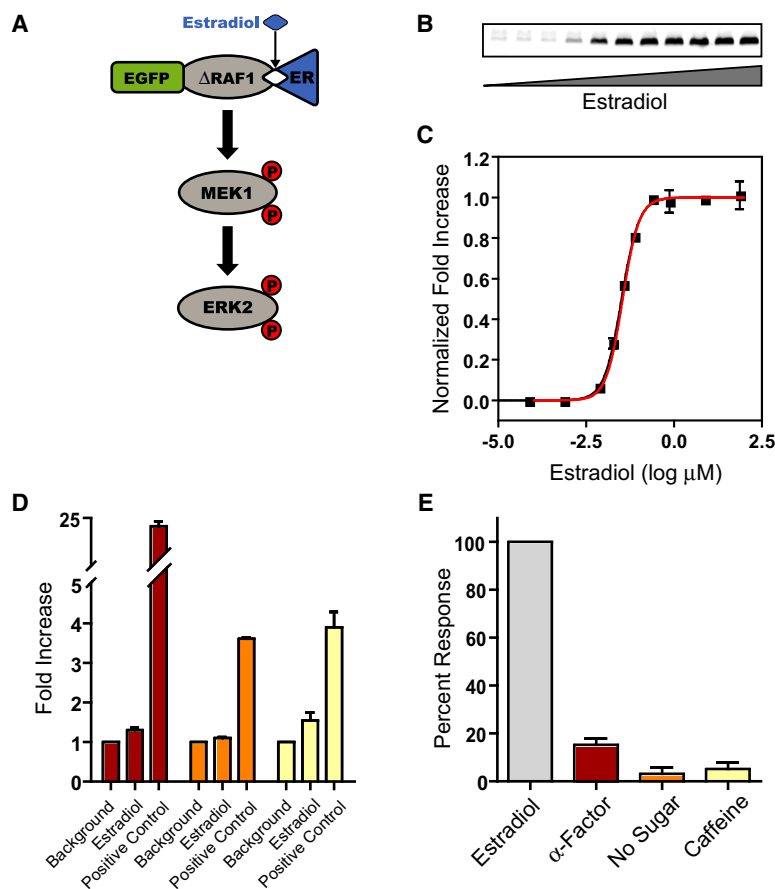 A
Estradiol
EGFP
ΔRAF1
ER
P
MEK1
P
P
ERK2
P
B
Estradiol
C
Normalized Fold Increase
1.2
1.0
0.8
0.6
0.4
0.2
0.0
-5.0 -2.5 0.0 2.5
Estradiol (log μM)
D
Fold Increase
25
5
4
3
2
1
0
Background Estradiol Positive Control Background Estradiol Positive Control Background Estradiol Positive Control
E
Percent Response
100
80
60
40
20
0
Estradiol α-Factor No Sugar Caffeine